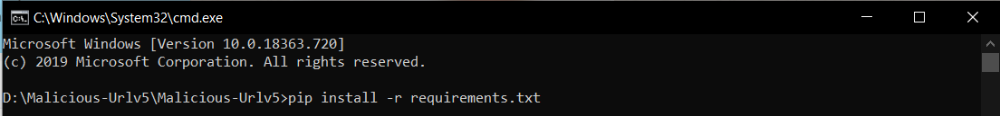 C:\Windows\System32\cmd.exe
Microsoft Windows [Version 10.0.18363.720]
(c) 2019 Microsoft Corporation. All rights reserved.
D:\Malicious-Urlv5\Malicious-Urlv5>pip install -r requirements.txt